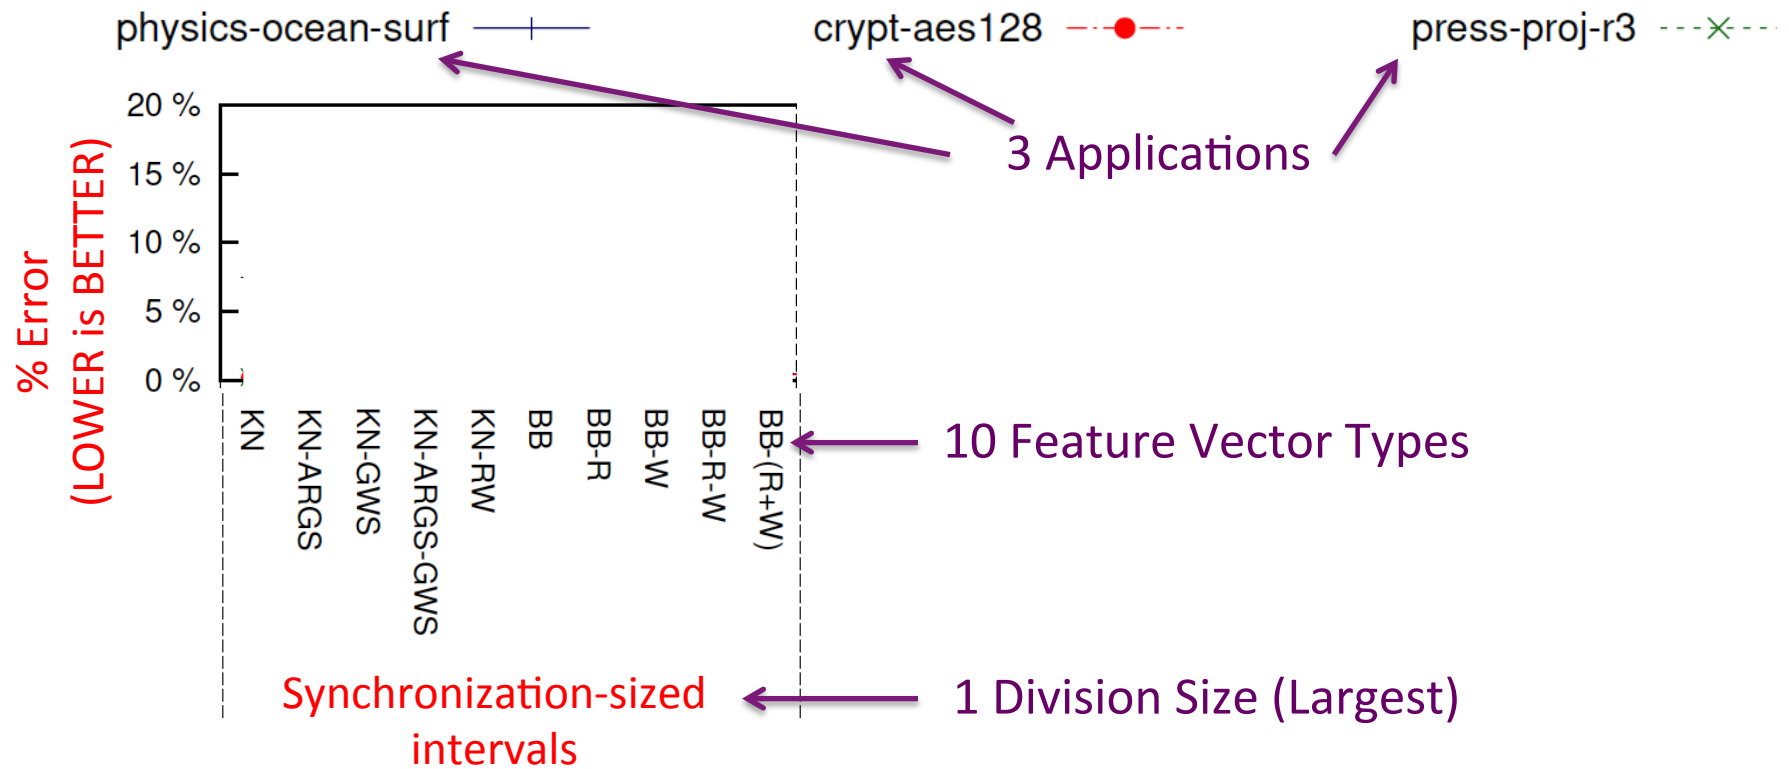 physics-ocean-surf
crypt-aes128
press-proj-r3
3 Applications
% Error
(LOWER is BETTER)
20 %
15 %
10 %
5 %
0 %
KN
KN-ARGS
KN-GWS
KN-ARGS-GWS
KN-RW
BB
BB-R
BB-W
BB-R-W
BB-(R+W)
10 Feature Vector Types
Synchronization-sized
intervals
1 Division Size (Largest)